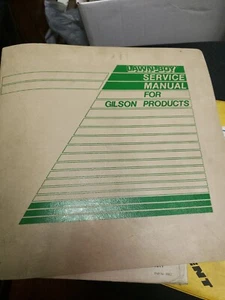 LAWN-BOY
SERVICE
MANUAL
FOR
GILSON PRODUCTS